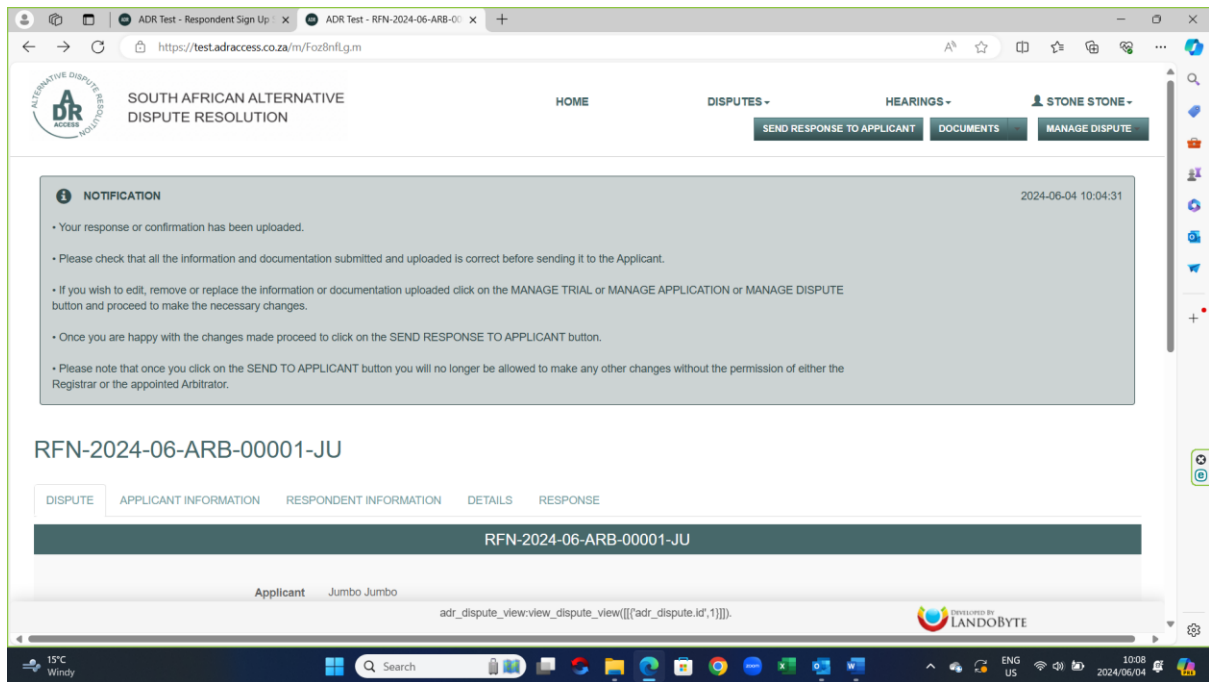 ADR Test - Respondent Sign Up
ADR Test - RFN-2024-06-ARB-00
https://test.adraccess.co.za/m/Foz8nfLg.m
ALTERNATIVE DISPUTE RESOLUTION
ADR
ACCESS
SOUTH AFRICAN ALTERNATIVE
DISPUTE RESOLUTION
HOME
DISPUTES
HEARINGS
STONE STONE
SEND RESPONSE TO APPLICANT
DOCUMENTS
MANAGE DISPUTE
NOTIFICATION
2024-06-04 10:04:31
• Your response or confirmation has been uploaded.
• Please check that all the information and documentation submitted and uploaded is correct before sending it to the Applicant.
• If you wish to edit, remove or replace the information or documentation uploaded click on the MANAGE TRIAL or MANAGE APPLICATION or MANAGE DISPUTE
button and proceed to make the necessary changes.
• Once you are happy with the changes made proceed to click on the SEND RESPONSE TO APPLICANT button.
• Please note that once you click on the SEND TO APPLICANT button you will no longer be allowed to make any other changes without the permission of either the
Registrar or the appointed Arbitrator.
RFN-2024-06-ARB-00001-JU
DISPUTE
APPLICANT INFORMATION
RESPONDENT INFORMATION
DETAILS
RESPONSE
RFN-2024-06-ARB-00001-JU
Applicant Jumbo Jumbo
adr_dispute_view:view_dispute_view([[{'adr_dispute.id',1}]]).
DEVELOPED BY
LANDOBYTE
15°C
Windy
Search
ENG
US
10:08
2024/06/04